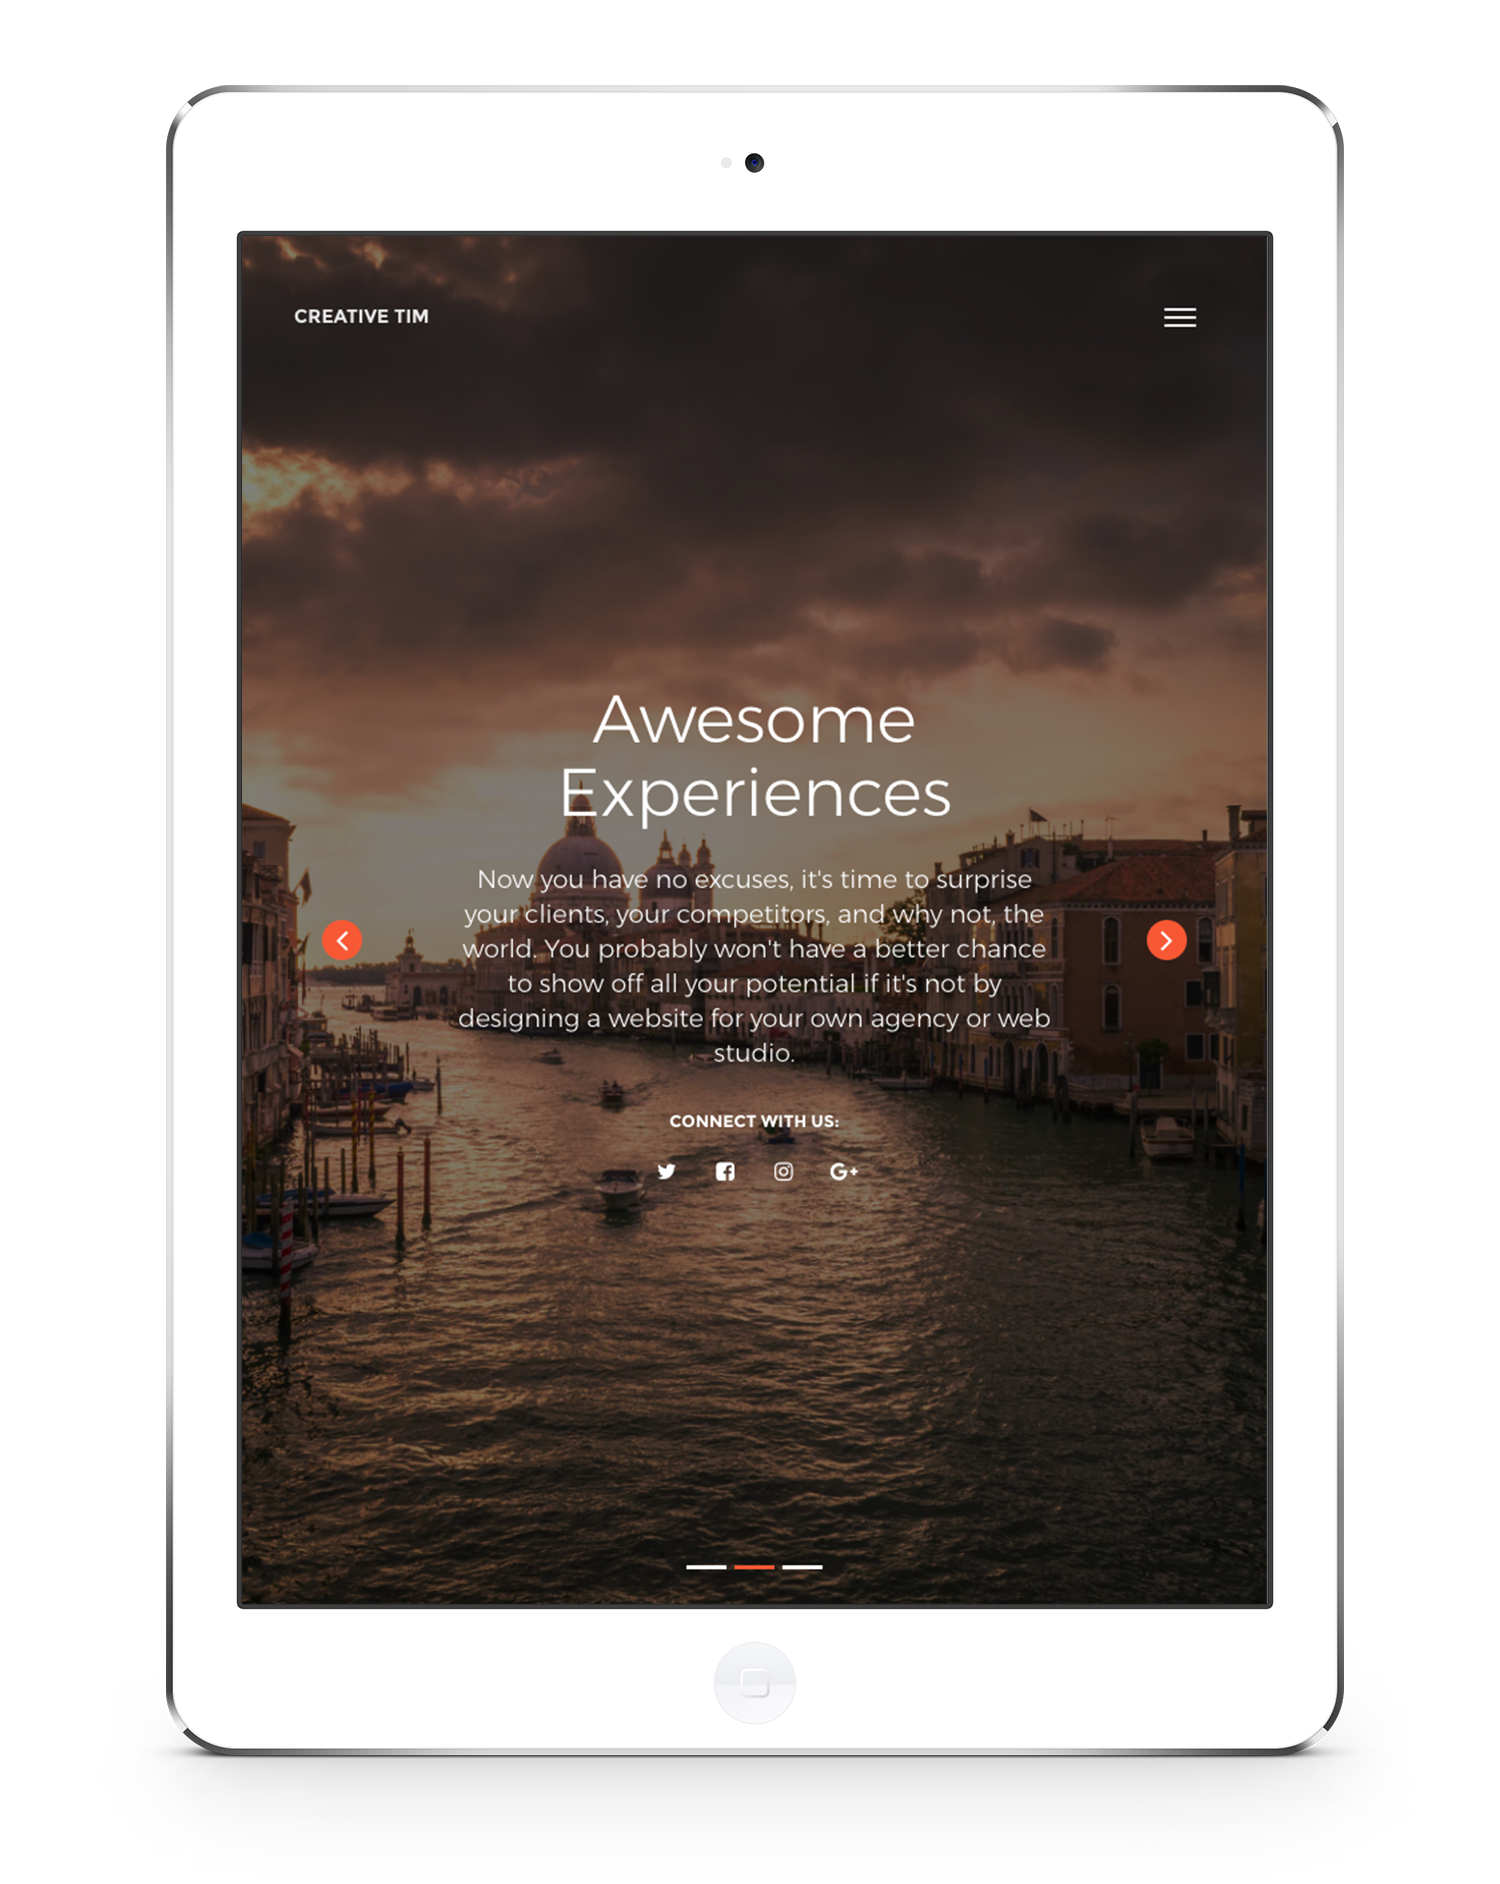 CREATIVE TIM
Awesome
Experiences
Now you have no excuses, it's time to surprise
your clients, your competitors, and why not, the
world. You probably won't have a better chance
to show off all your potential if it's not by
designing a website for your own agency or web
studio.
CONNECT WITH US:
G+